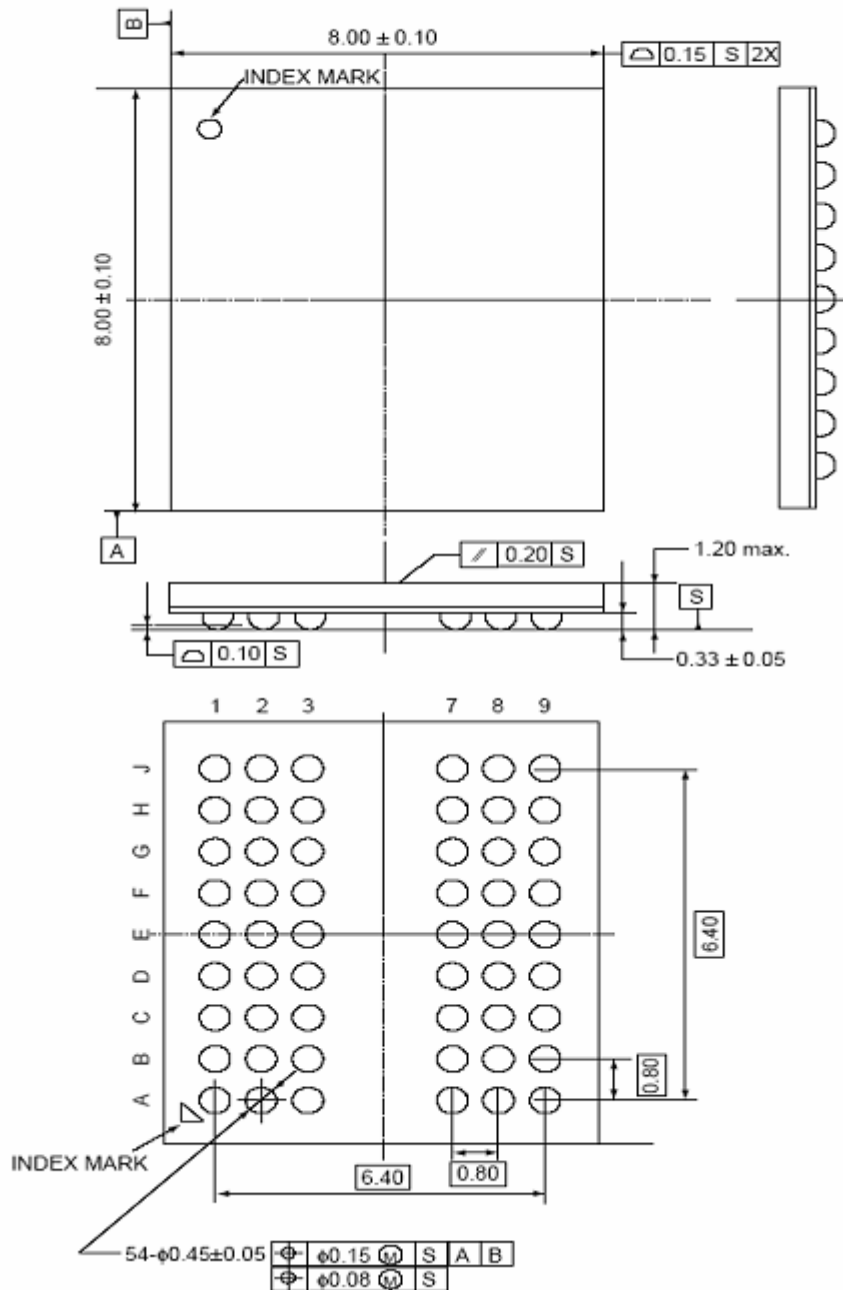 B
8.00 ± 0.10
⌓ 0.15 S 2X
INDEX MARK
8.00 ± 0.10
A
⫽ 0.20 S
1.20 max.
S
⌓ 0.10 S
0.33 ± 0.05
1 2 3 7 8 9
J
H
G
F
E
D
C
B
A
6.40
0.80
INDEX MARK
6.40
0.80
54-ϕ0.45±0.05 ⌖ ϕ0.15 Ⓜ S A B
⌖ ϕ0.08 Ⓜ S